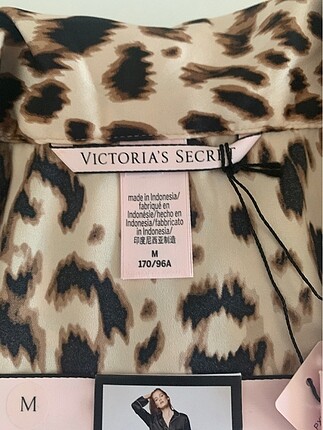 VICTORIA'S SECRET
made in Indonesia/
fabriqué en
Indonésie/hecho en
Indonesia/fabbricato
in Indonesia/
印度尼西亚制造
M
170/96A
M